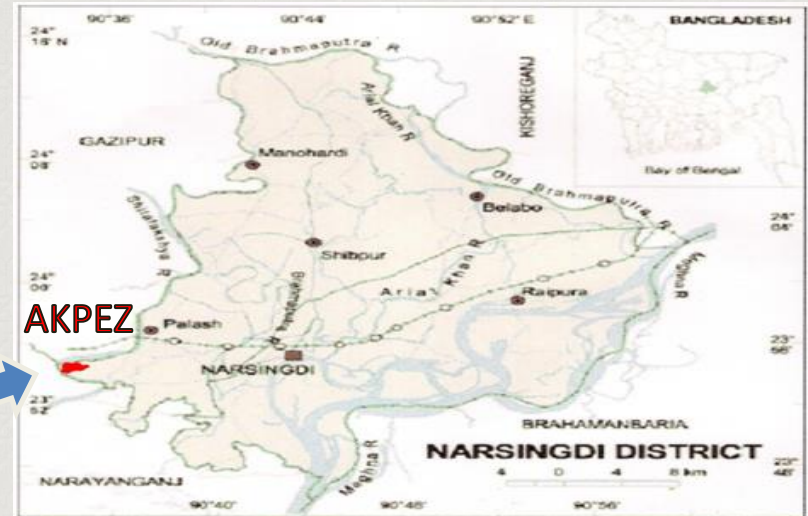 90°36' 90°44' 90°52' E
BANGLADESH
24°
16' N
Old Brahmaputra R
Arial Khan R
KISHOREGANJ
GAZIPUR
24°
08'
Manohardi
Bay of Bengal
Old Brahmaputra R
Belabo
Shitalakshya R
24°
04'
Shibpur
Arial Khan R
Meghna R
24°
00'
Brahmaputra R
Raipura
AKPEZ
Palash
23°
56'
NARSINGDI
23°
52'
BRAHAMANBARIA
NARSINGDI DISTRICT
Meghna R
4 0 4 8 km
23°
48'
NARAYANGANJ
90°40' 90°48' 90°56'